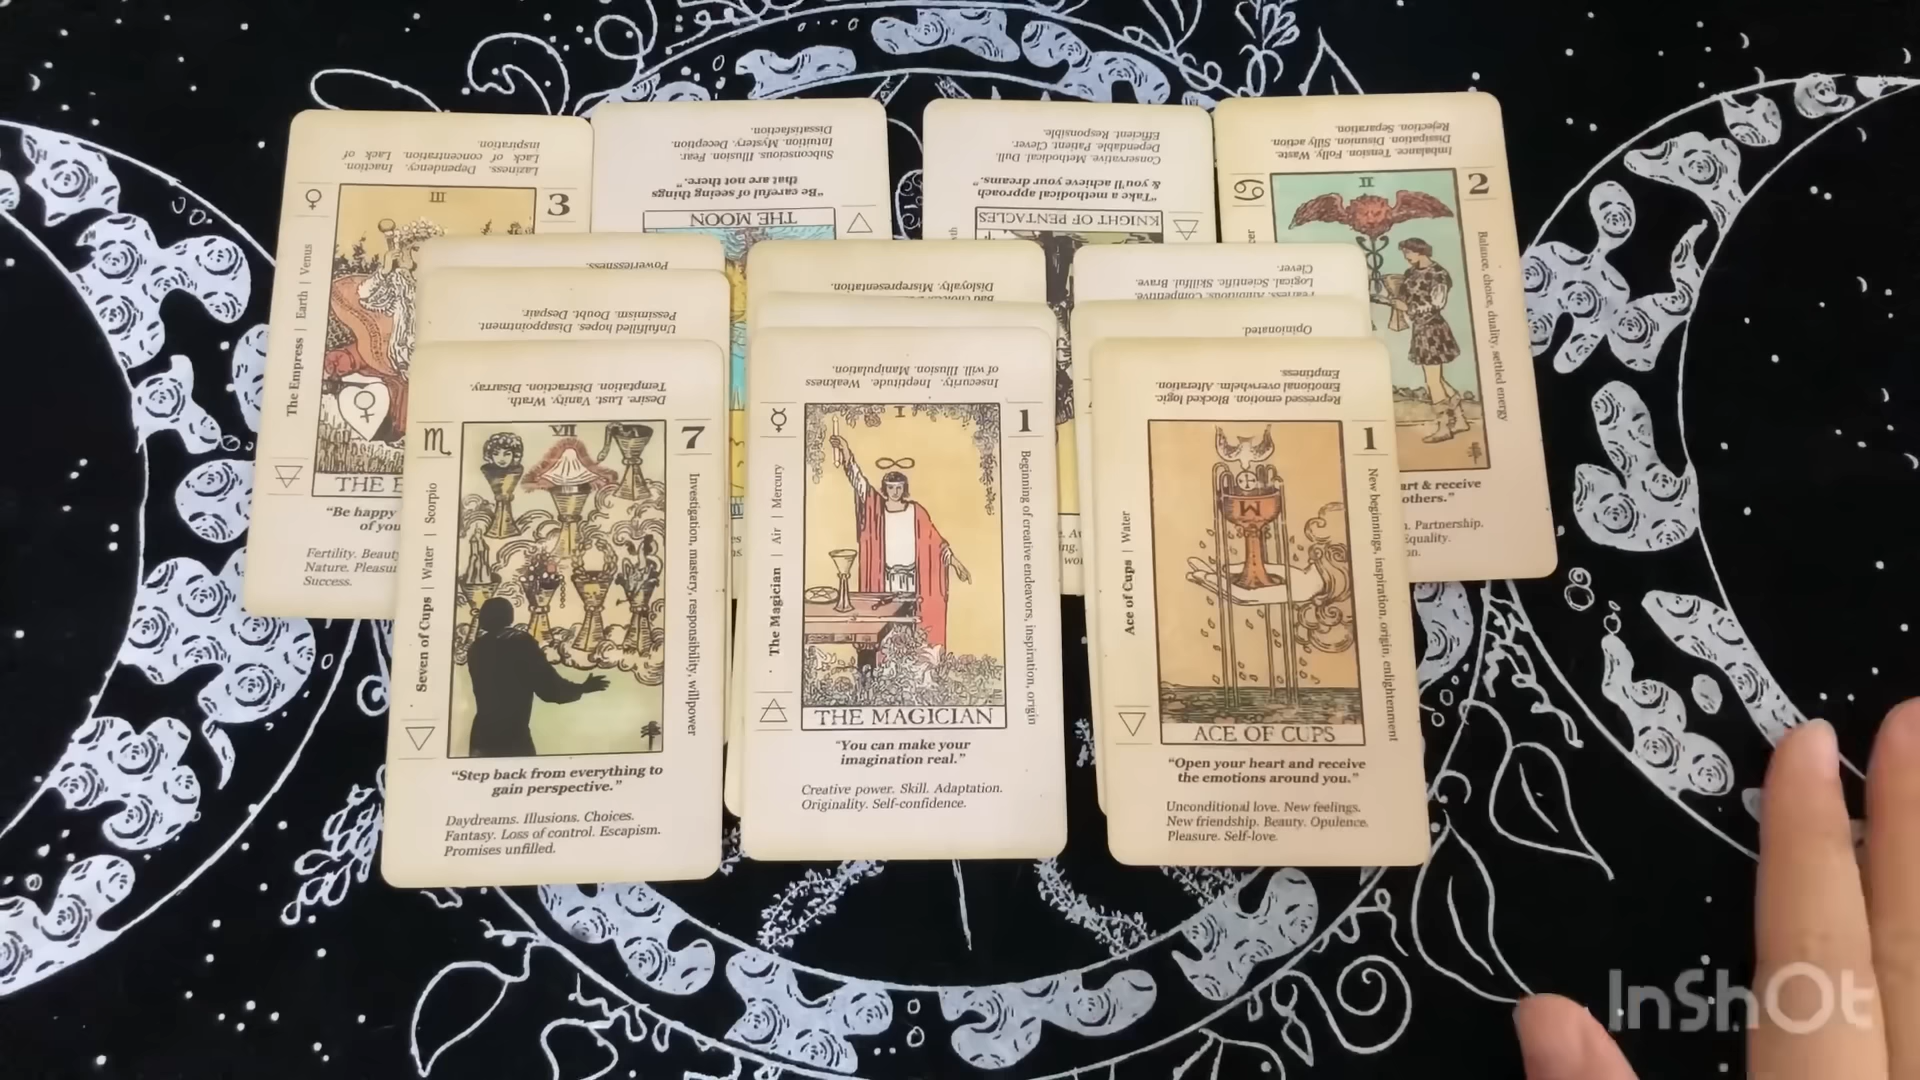 Laziness. Dependency. Inaction.
Lack of concentration. Lack of
inspiration.
3
III
The Empress | Earth | Venus
THE E
"Be happy
of you
Fertility. Beauty
Nature. Pleasu
Success.
"Be careful of seeing things
that are not there."
Subconscious. Illusion. Fear.
Intuition. Mystery. Deception.
Dissatisfaction.
THE MOON
"Take a methodical approach
& you'll achieve your dreams."
Conservative. Methodical. Dull.
Dependable. Patient. Clever.
Efficient. Responsible.
KNIGHT OF PENTACLES
Imbalance. Tension. Folly. Waste.
Dissipation. Disunion. Silly action.
Rejection. Separation.
2
II
cer
Balance, choice, duality, settled energy
art & receive
others."
n. Partnership.
Equality.
on.
Powerlessness.
Unfulfilled hopes. Disappointment.
Pessimism. Doubt. Despair.
Desire. Lust. Vanity. Wrath.
Temptation. Distraction. Disarray.
7
VII
Seven of Cups | Water | Scorpio
Investigation, mastery, responsibility, willpower
"Step back from everything to
gain perspective."
Daydreams. Illusions. Choices.
Fantasy. Loss of control. Escapism.
Promises unfilled.
Disloyalty. Misrepresentation.
Insecurity. Ineptitude. Weakness
of will. Illusion. Manipulation.
1
I
The Magician | Air | Mercury
Beginning of creative endeavors, inspiration, origin
THE MAGICIAN
"You can make your
imagination real."
Creative power. Skill. Adaptation.
Originality. Self-confidence.
Fearless. Ambitious. Competitive.
Logical. Scientific. Skillful. Brave.
Clever.
Opinionated.
Repressed emotion. Blocked logic.
Emotional overwhelm. Alteration.
Emptiness.
1
Ace of Cups | Water
New beginnings, inspiration, origin, enlightenment
ACE OF CUPS
"Open your heart and receive
the emotions around you."
Unconditional love. New feelings.
New friendship. Beauty. Opulence.
Pleasure. Self-love.
InShOt